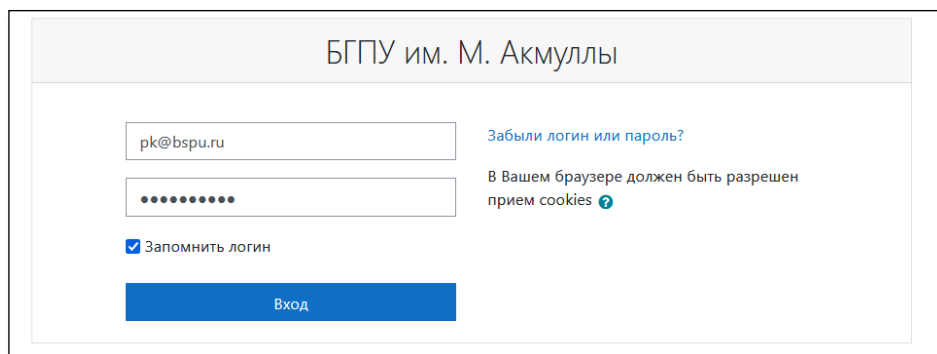 БГПУ им. М. Акмуллы
pk@bspu.ru
Забыли логин или пароль?
В Вашем браузере должен быть разрешен
прием cookies
••••••••••
Запомнить логин
Вход